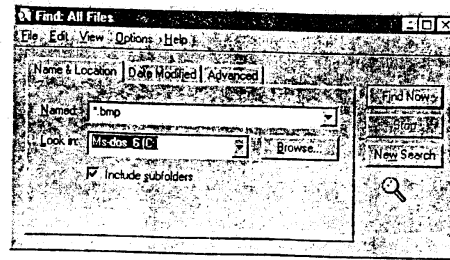 Find: All Files
File Edit View Options Help
Name & Location Date Modified Advanced
Named: *.bmp
Look in: Ms-dos_6 (C:
Browse...
Include subfolders
Find Now
Stop
New Search